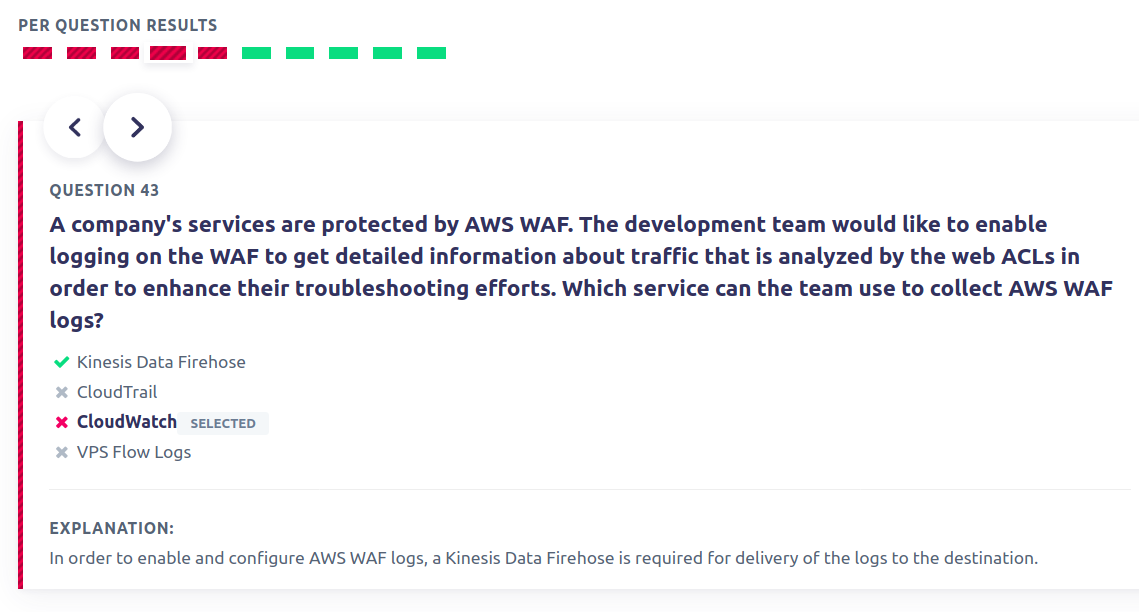 PER QUESTION RESULTS
QUESTION 43
A company's services are protected by AWS WAF. The development team would like to enable
logging on the WAF to get detailed information about traffic that is analyzed by the web ACLs in
order to enhance their troubleshooting efforts. Which service can the team use to collect AWS WAF
logs?
Kinesis Data Firehose
CloudTrail
CloudWatch SELECTED
VPS Flow Logs
EXPLANATION:
In order to enable and configure AWS WAF logs, a Kinesis Data Firehose is required for delivery of the logs to the destination.